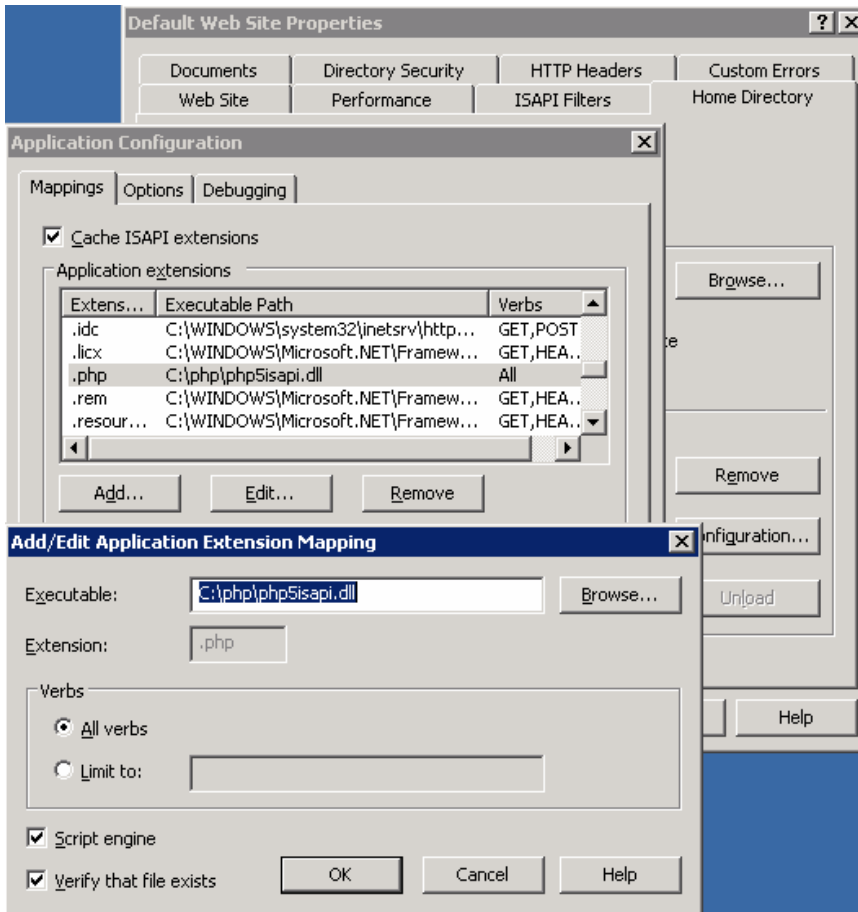 Default Web Site Properties
Documents Directory Security HTTP Headers Custom Errors
Web Site Performance ISAPI Filters Home Directory
Application Configuration
Mappings Options Debugging
Cache ISAPI extensions
Application extensions
Extens... Executable Path Verbs
.idc C:\WINDOWS\system32\inetsrv\http... GET,POST
.licx C:\WINDOWS\Microsoft.NET\Framew... GET,HEA..
.php C:\php\php5isapi.dll All
.rem C:\WINDOWS\Microsoft.NET\Framew... GET,HEA..
.resour... C:\WINDOWS\Microsoft.NET\Framew... GET,HEA..
Add... Edit... Remove
Browse...
Remove
Unload
Help
Add/Edit Application Extension Mapping
Executable: C:\php\php5isapi.dll Browse...
Extension: .php
Verbs
All verbs
Limit to:
Script engine
Verify that file exists
OK Cancel Help